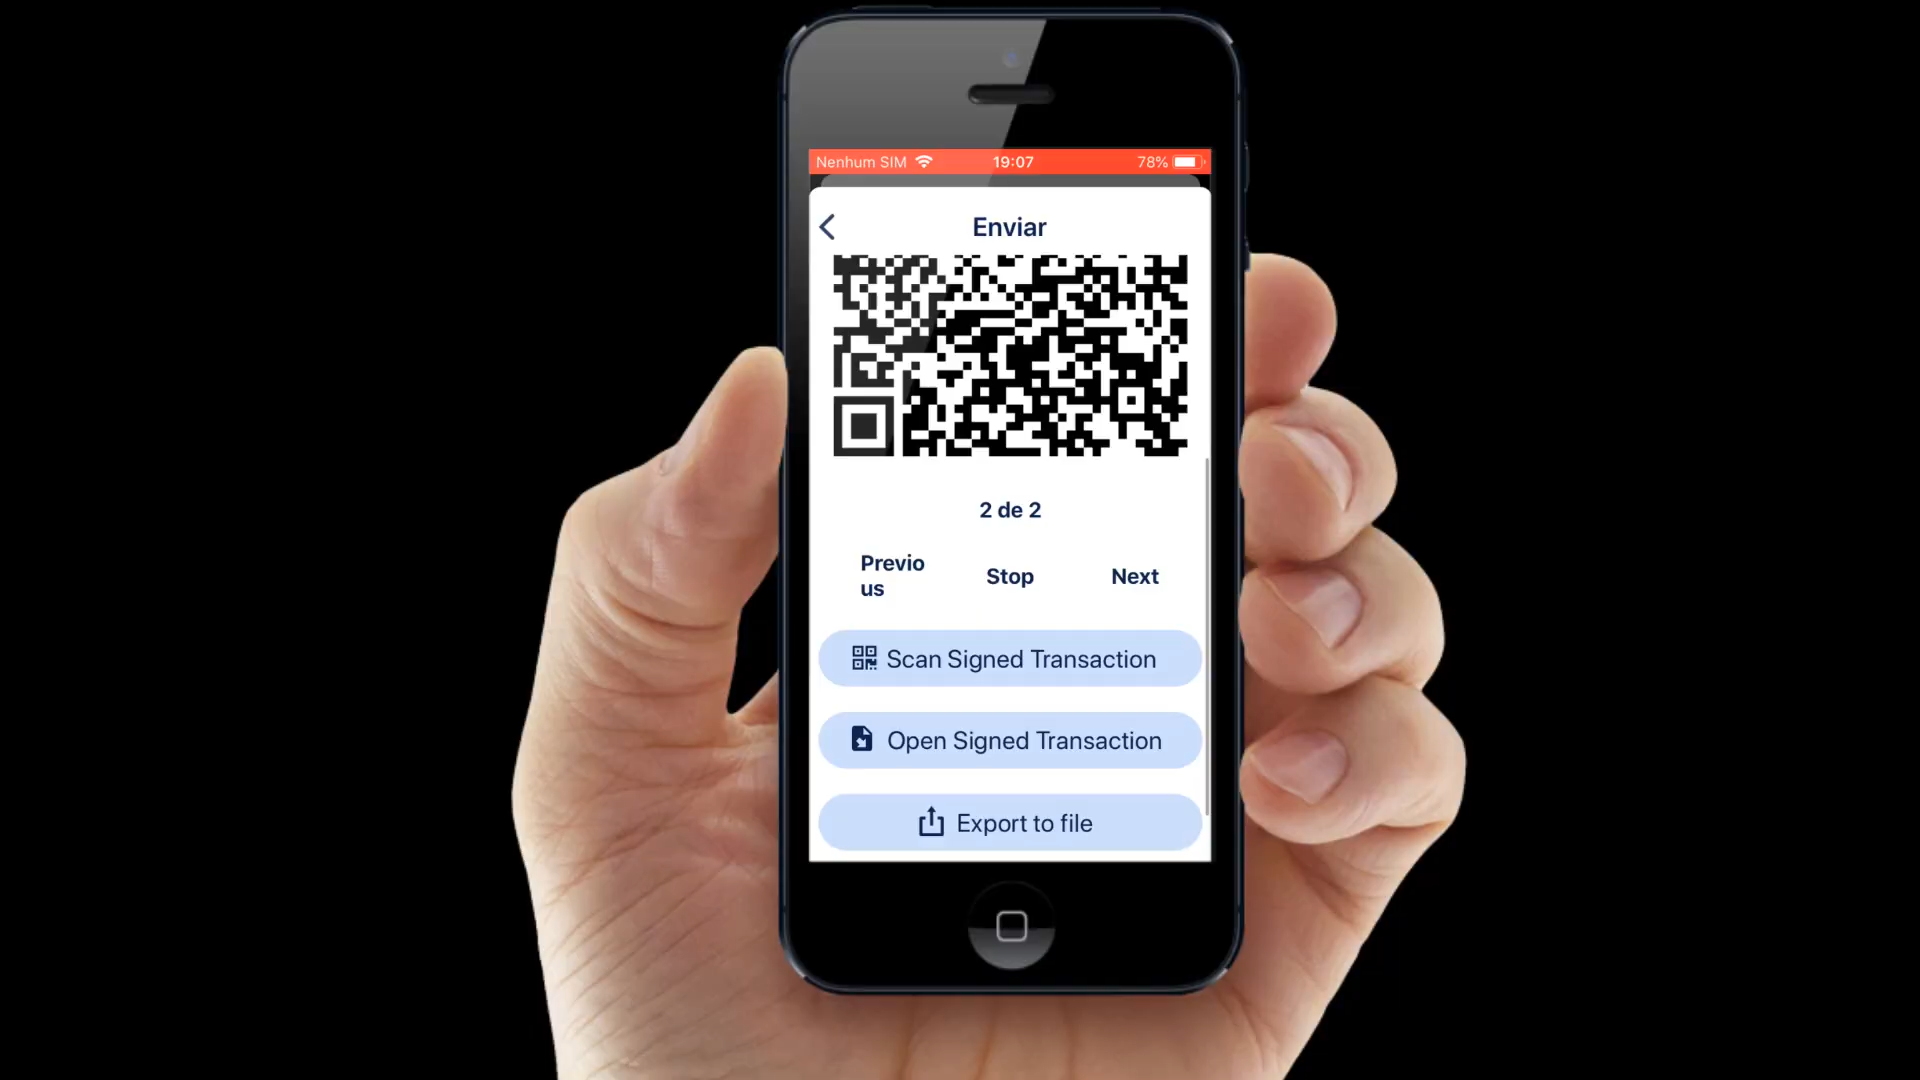 Nenhum SIM 19:07 78%
Enviar
2 de 2
Previo
us
Stop
Next
Scan Signed Transaction
Open Signed Transaction
Export to file